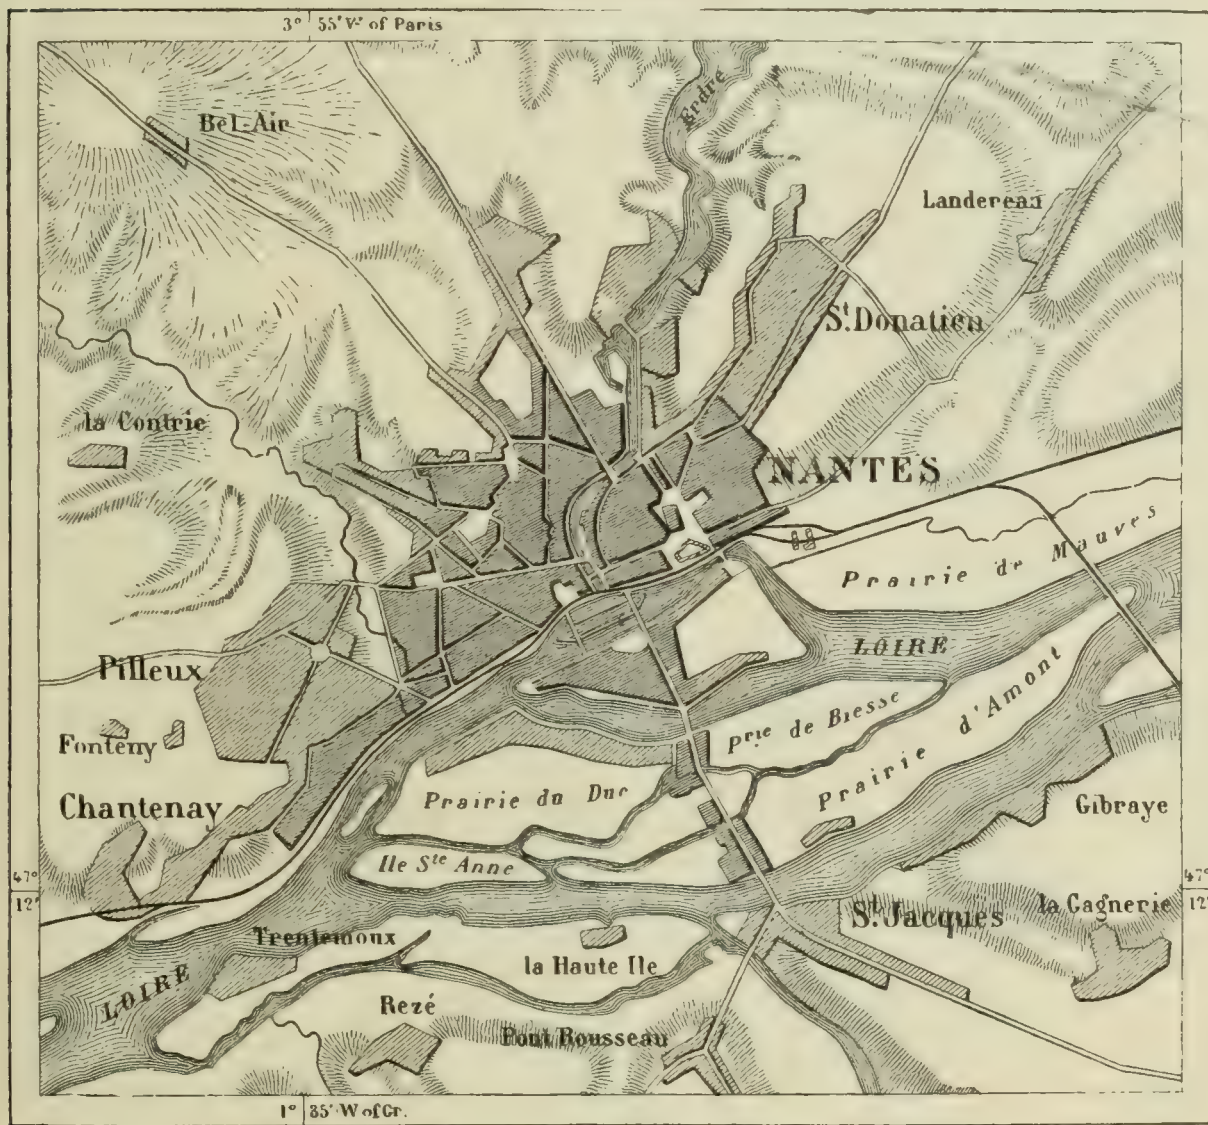 3° 55' W. of Paris
Bel-Air
Erdre
Landereau
St. Donatien
la Contrie
NANTES
Prairie de Mauves
LOIRE
Pilleux
Prie de Biesse
Prairie d'Amont
Fonteny
Prairie du Duc
Chantenay
Gibraye
Ile Ste Anne
47° 12'
47° 12'
St. Jacques
la Gagnerie
Trentemoux
la Haute Ile
LOIRE
Rezé
Pont Rousseau
1° 35' W of Gr.